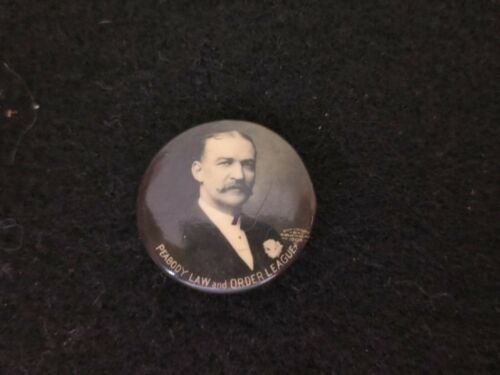 PEABODY LAW and ORDER LEAGUE